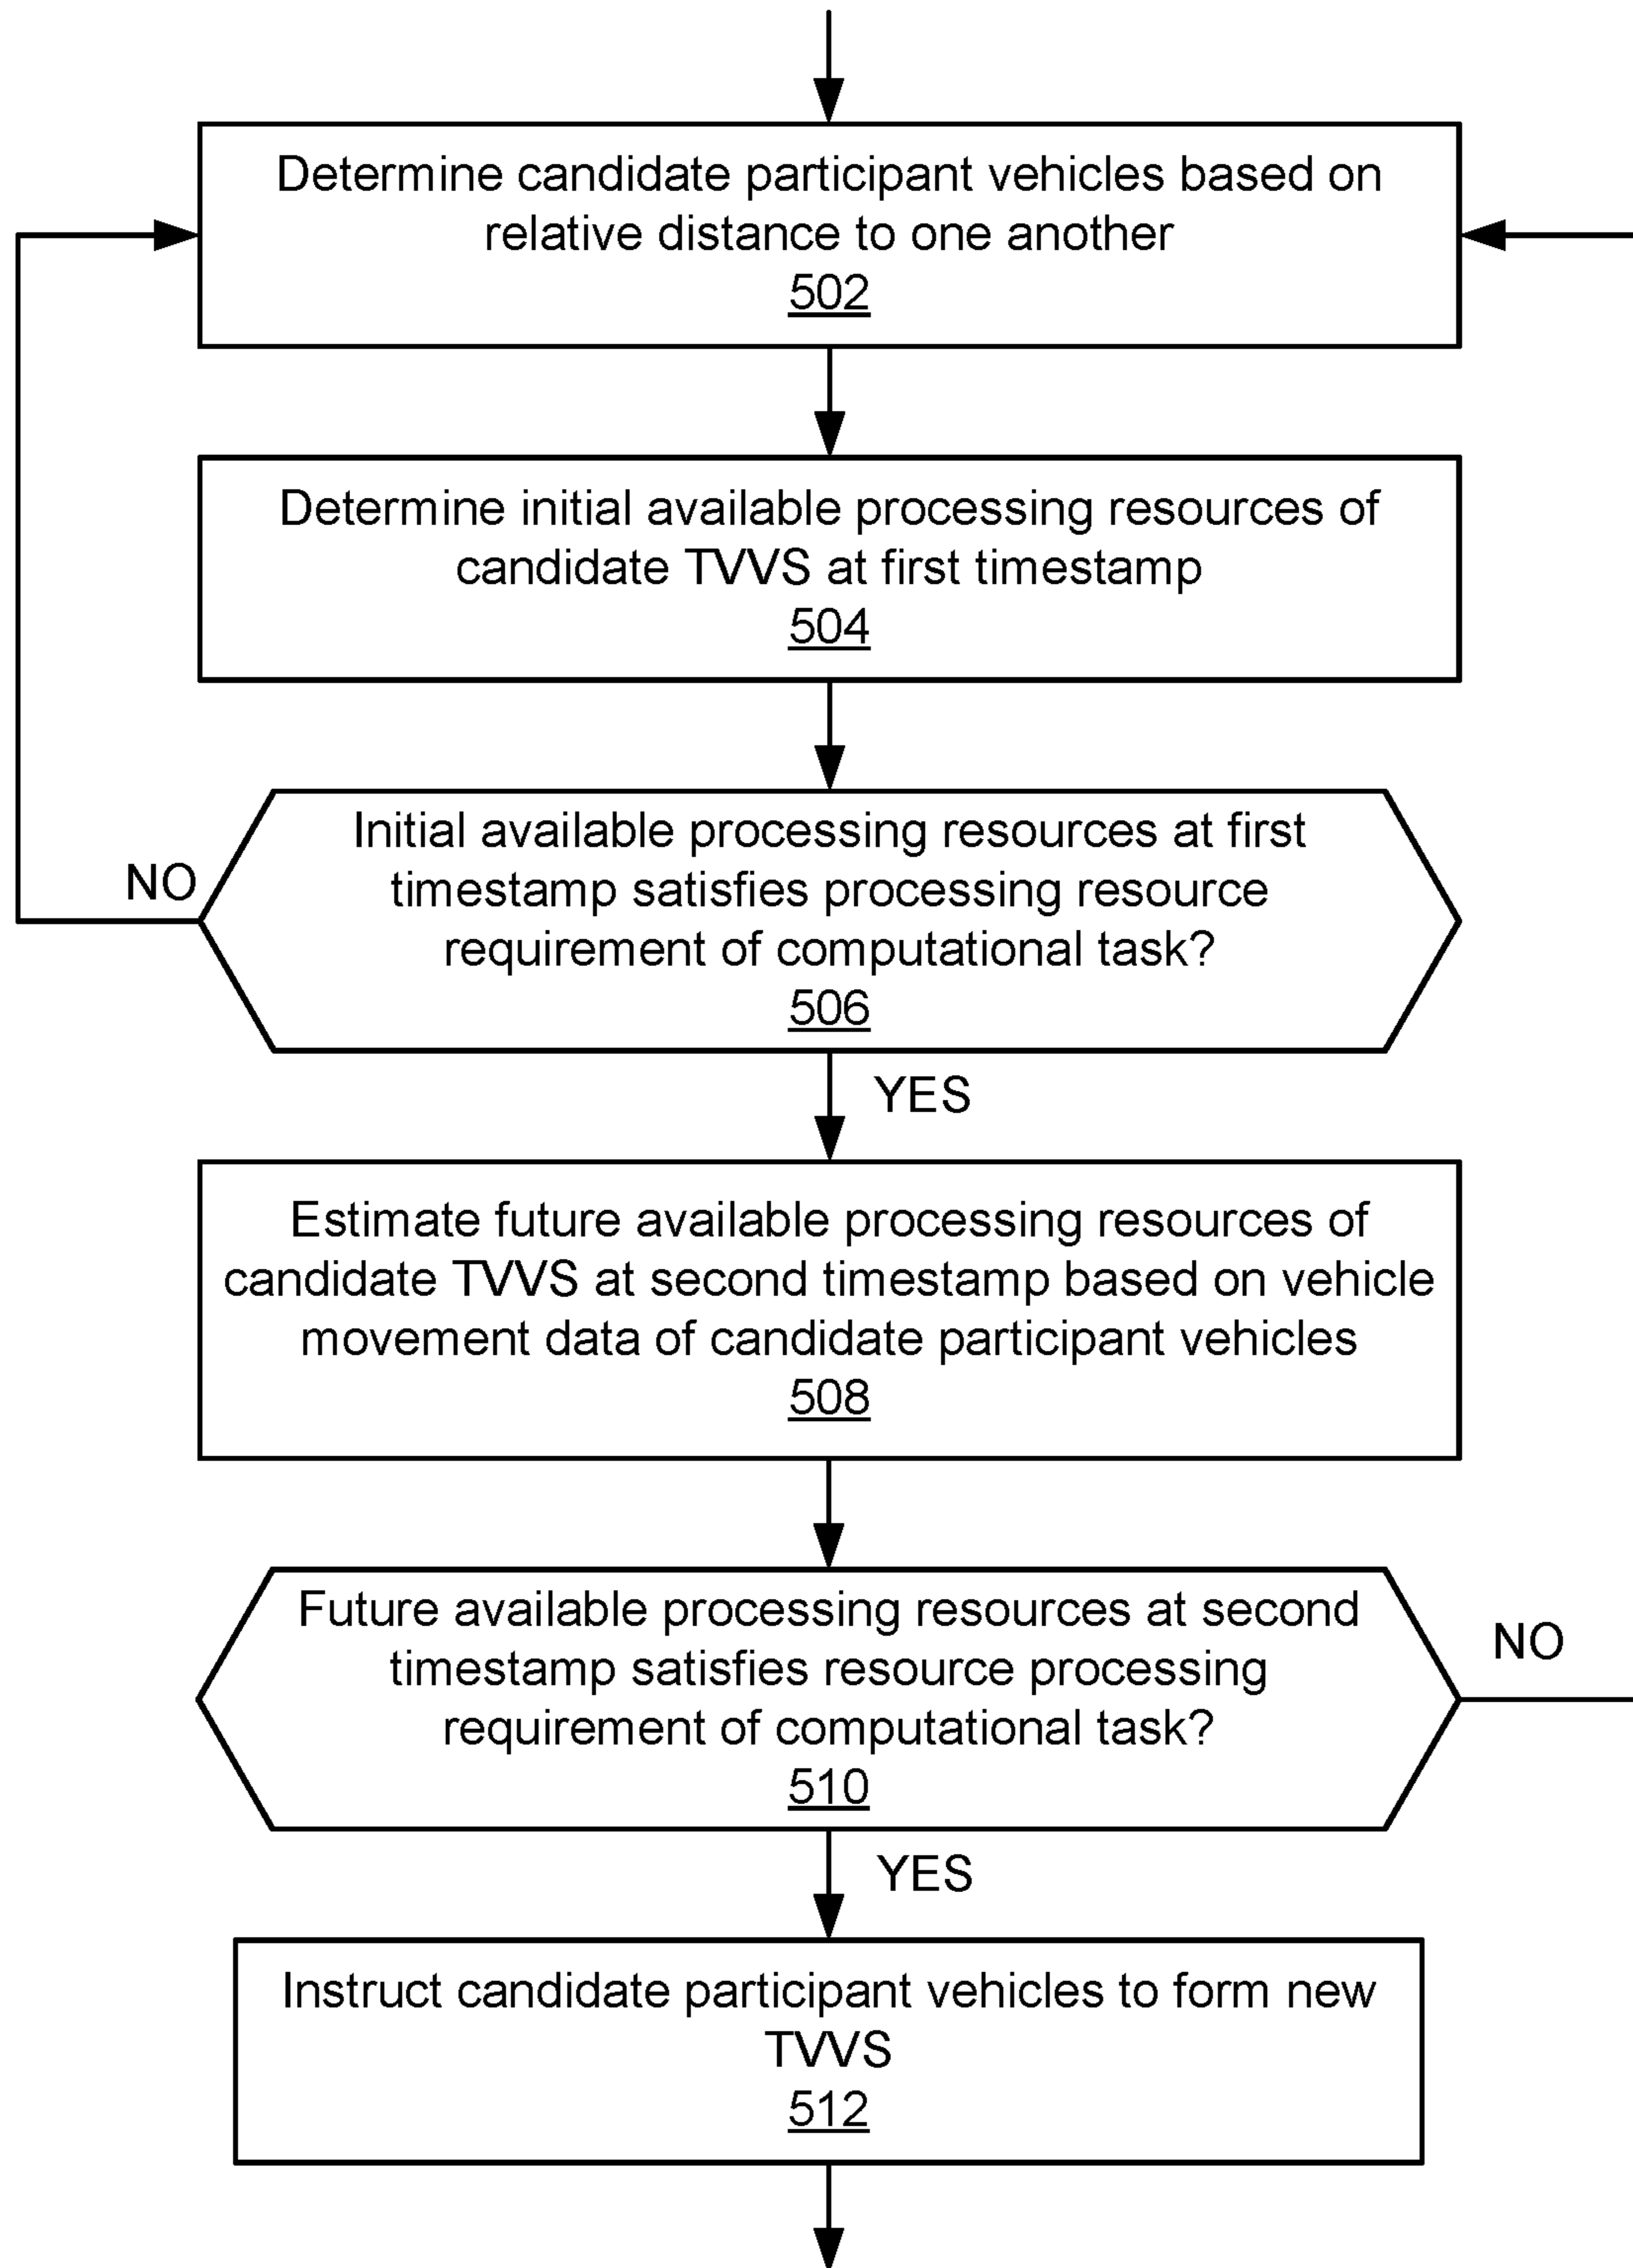 Determine candidate participant vehicles based on
relative distance to one another
502
Determine initial available processing resources of
candidate TVVS at first timestamp
504
Initial available processing resources at first
timestamp satisfies processing resource
requirement of computational task?
506
NO
YES
Estimate future available processing resources of
candidate TVVS at second timestamp based on vehicle
movement data of candidate participant vehicles
508
Future available processing resources at second
timestamp satisfies resource processing
requirement of computational task?
510
NO
YES
Instruct candidate participant vehicles to form new
TVVS
512